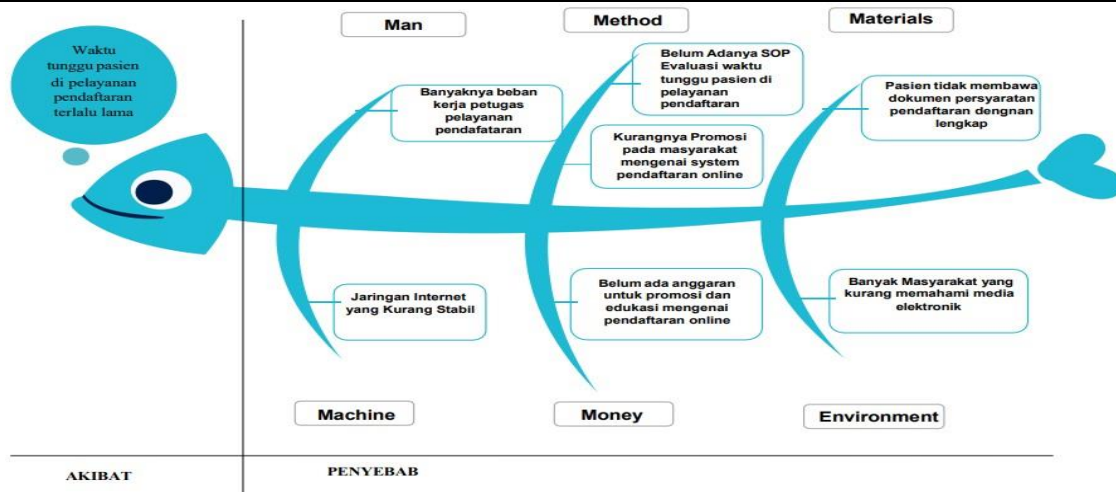 Waktu
tunggu pasien
di pelayanan
pendaftaran
terlalu lama
Man
Method
Materials
Banyaknya beban
kerja petugas
pelayanan
pendafataran
Belum Adanya SOP
Evaluasi waktu
tunggu pasien di
pelayanan
pendaftaran
Kurangnya Promosi
pada masyarakat
mengenai system
pendaftaran online
Pasien tidak membawa
dokumen persyaratan
pendaftaran dengnan
lengkap
Jaringan Internet
yang Kurang Stabil
Belum ada anggaran
untuk promosi dan
edukasi mengenai
pendaftaran online
Banyak Masyarakat yang
kurang memahami media
elektronik
Machine
Money
Environment
AKIBAT
PENYEBAB